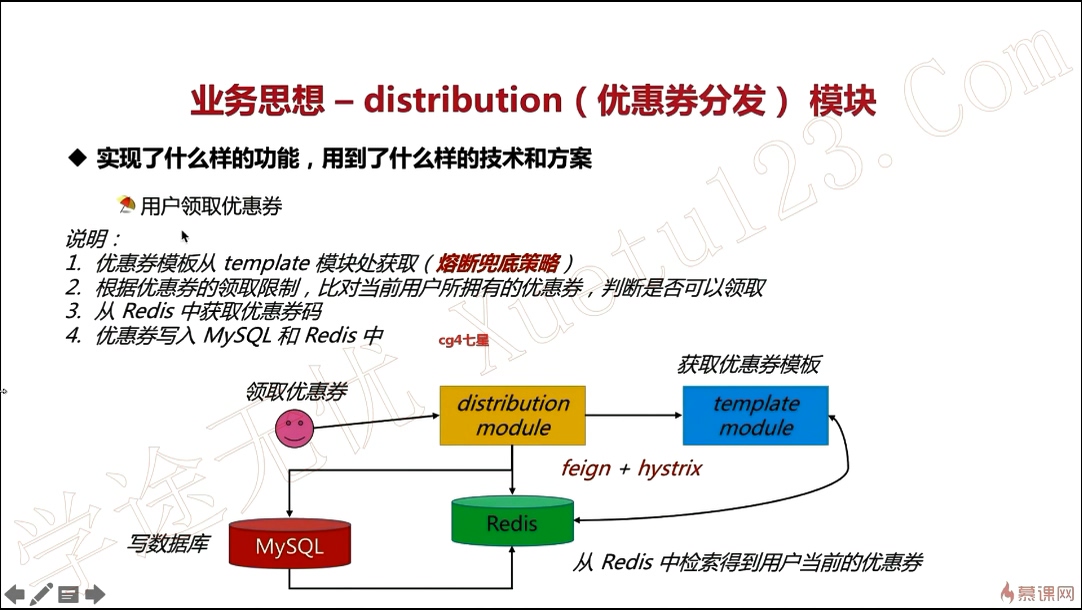 业务思想 – distribution（优惠券分发） 模块
◆ 实现了什么样的功能，用到了什么样的技术和方案
用户领取优惠券
说明：
1. 优惠券模板从 template 模块处获取（熔断兜底策略）
2. 根据优惠券的领取限制，比对当前用户所拥有的优惠券，判断是否可以领取
3. 从 Redis 中获取优惠券码
4. 优惠券写入 MySQL 和 Redis 中
cg4七星
获取优惠券模板
领取优惠券
distribution
module
template
module
feign + hystrix
Redis
写数据库
MySQL
从 Redis 中检索得到用户当前的优惠券
学途无忧 Xuetu123.Com
慕课网